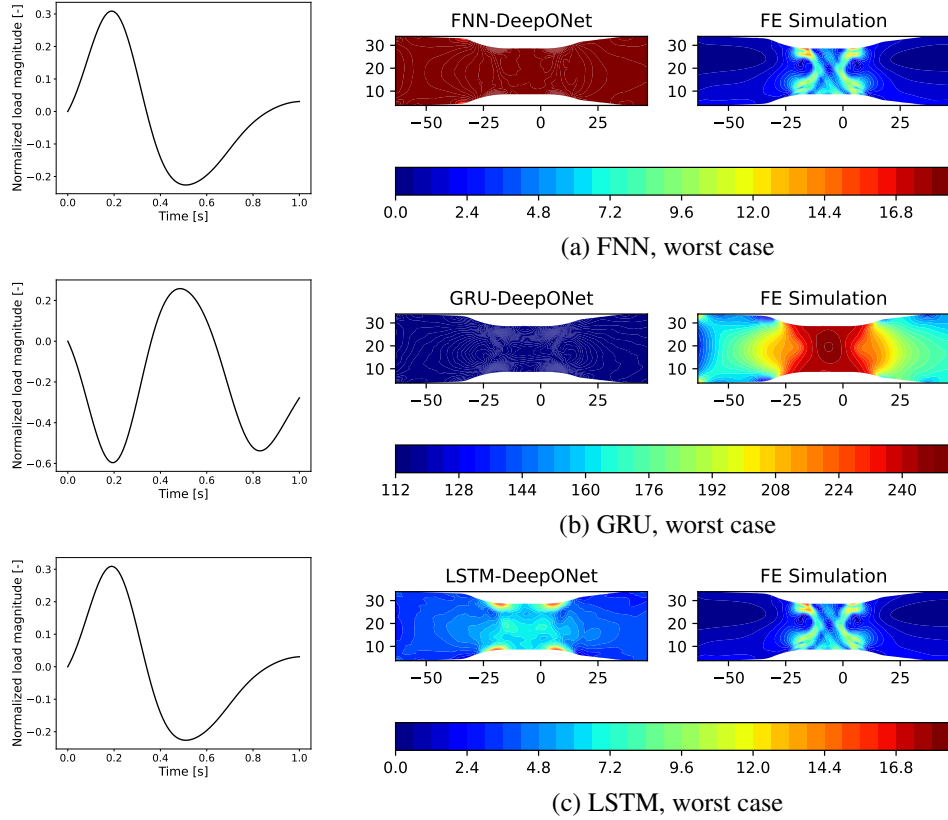 Normalized load magnitude [-]
0.3
0.2
0.1
0.0
−0.1
−0.2
0.0 0.2 0.4 0.6 0.8 1.0
Time [s]
FNN-DeepONet
30
20
10
−50 −25 0 25
FE Simulation
30
20
10
−50 −25 0 25
0.0 2.4 4.8 7.2 9.6 12.0 14.4 16.8
(a) FNN, worst case
Normalized load magnitude [-]
0.2
0.0
−0.2
−0.4
−0.6
0.0 0.2 0.4 0.6 0.8 1.0
Time [s]
GRU-DeepONet
30
20
10
−50 −25 0 25
FE Simulation
30
20
10
−50 −25 0 25
112 128 144 160 176 192 208 224 240
(b) GRU, worst case
Normalized load magnitude [-]
0.3
0.2
0.1
0.0
−0.1
−0.2
0.0 0.2 0.4 0.6 0.8 1.0
Time [s]
LSTM-DeepONet
30
20
10
−50 −25 0 25
FE Simulation
30
20
10
−50 −25 0 25
0.0 2.4 4.8 7.2 9.6 12.0 14.4 16.8
(c) LSTM, worst case